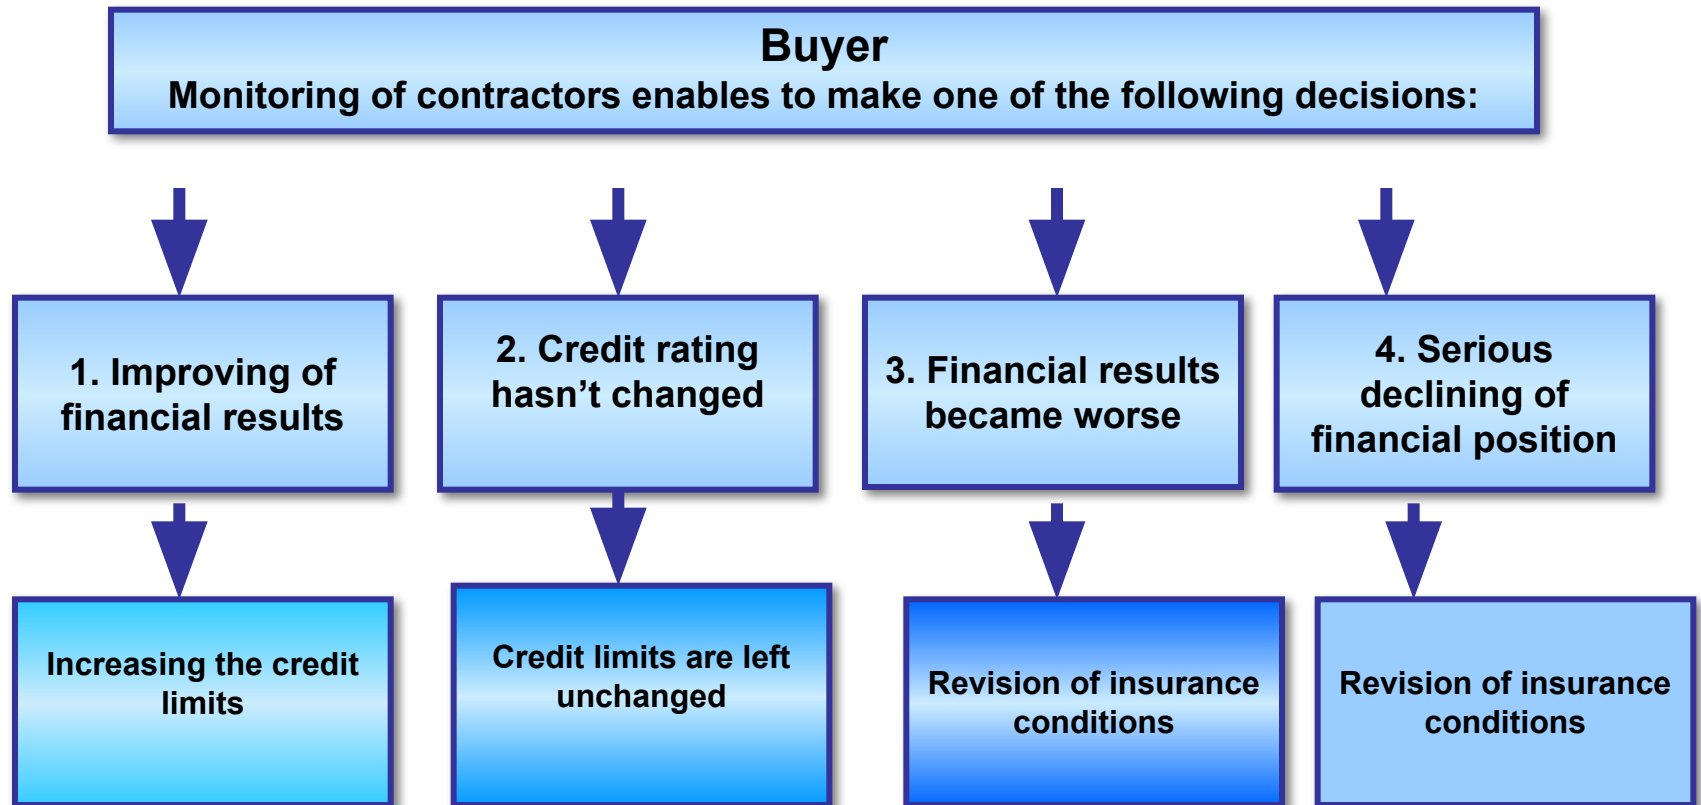 Buyer
Monitoring of contractors enables to make one of the following decisions:
1. Improving of
financial results
2. Credit rating
hasn’t changed
3. Financial results
became worse
4. Serious
declining of
financial position
Increasing the credit
limits
Credit limits are left
unchanged
Revision of insurance
conditions
Revision of insurance
conditions